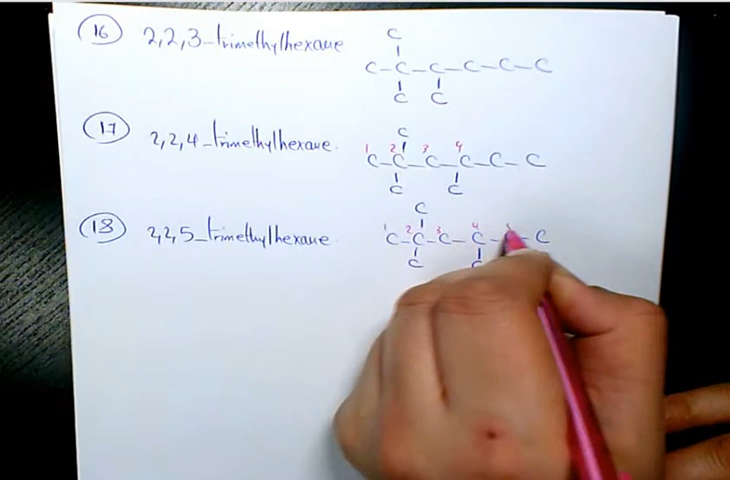 16 2,2,3-trimethylhexane
C
C-C-C-C-C-C
C C
17 2,2,4-trimethylhexane
C
1 2 3 4
C-C-C-C-C-C
C C
18 2,2,5-trimethylhexane
C
1 2 3 4
C-C-C-C - C
C C